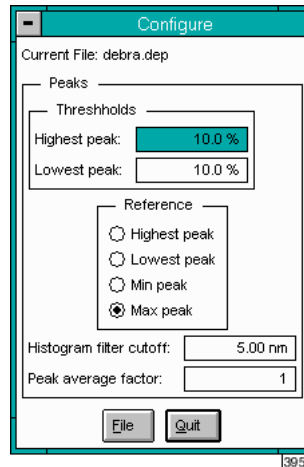 Configure
Current File: debra.dep
Peaks
Threshholds
Highest peak: 10.0 %
Lowest peak: 10.0 %
Reference
Highest peak
Lowest peak
Min peak
Max peak
Histogram filter cutoff: 5.00 nm
Peak average factor: 1
File Quit
395